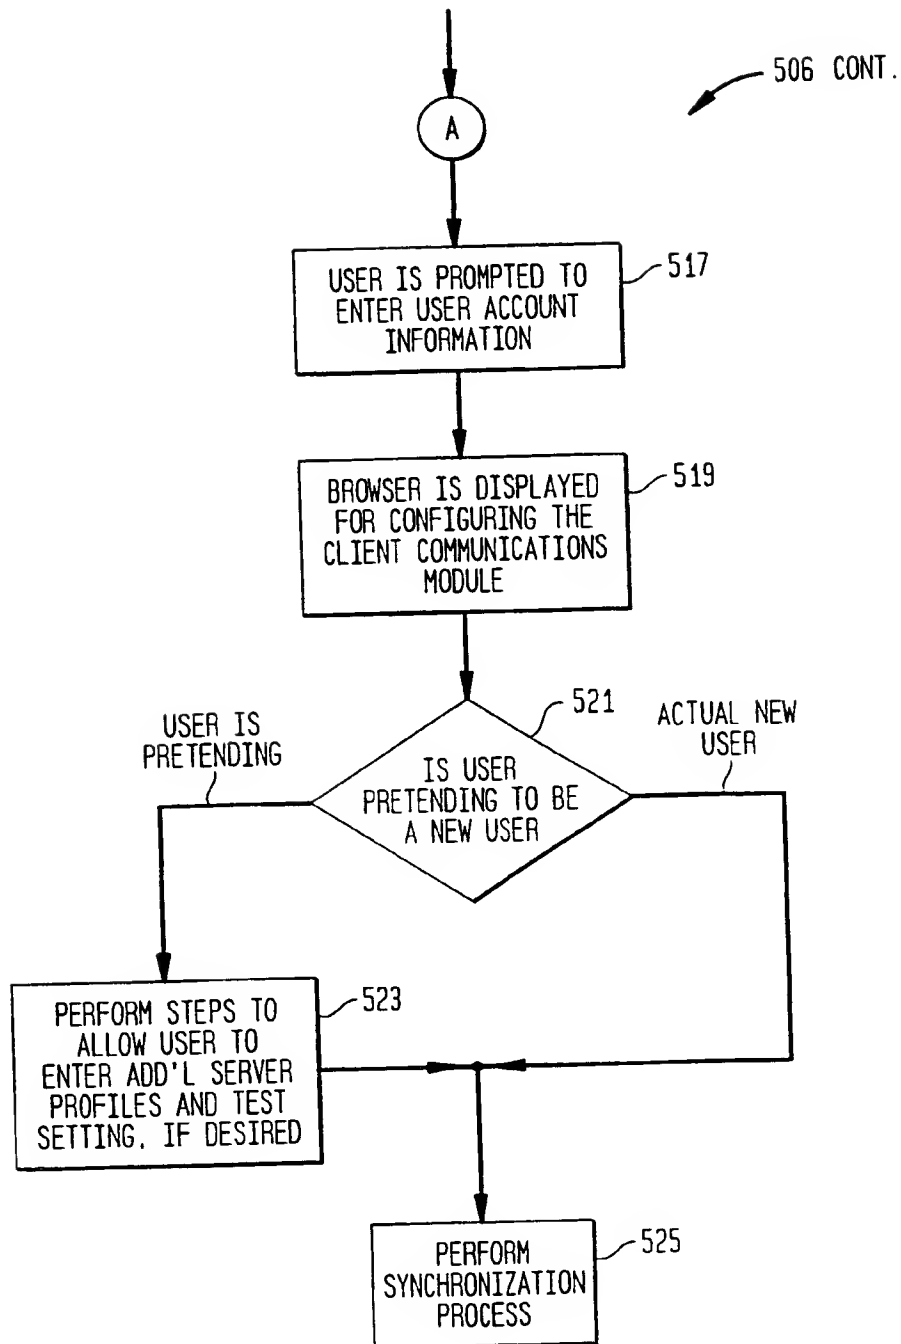 506 CONT.
A
USER IS PROMPTED TO
ENTER USER ACCOUNT
INFORMATION
517
BROWSER IS DISPLAYED
FOR CONFIGURING THE
CLIENT COMMUNICATIONS
MODULE
519
521
USER IS
PRETENDING
ACTUAL NEW
USER
IS USER
PRETENDING TO BE
A NEW USER
PERFORM STEPS TO
ALLOW USER TO
ENTER ADD'L SERVER
PROFILES AND TEST
SETTING, IF DESIRED
523
PERFORM
SYNCHRONIZATION
PROCESS
525